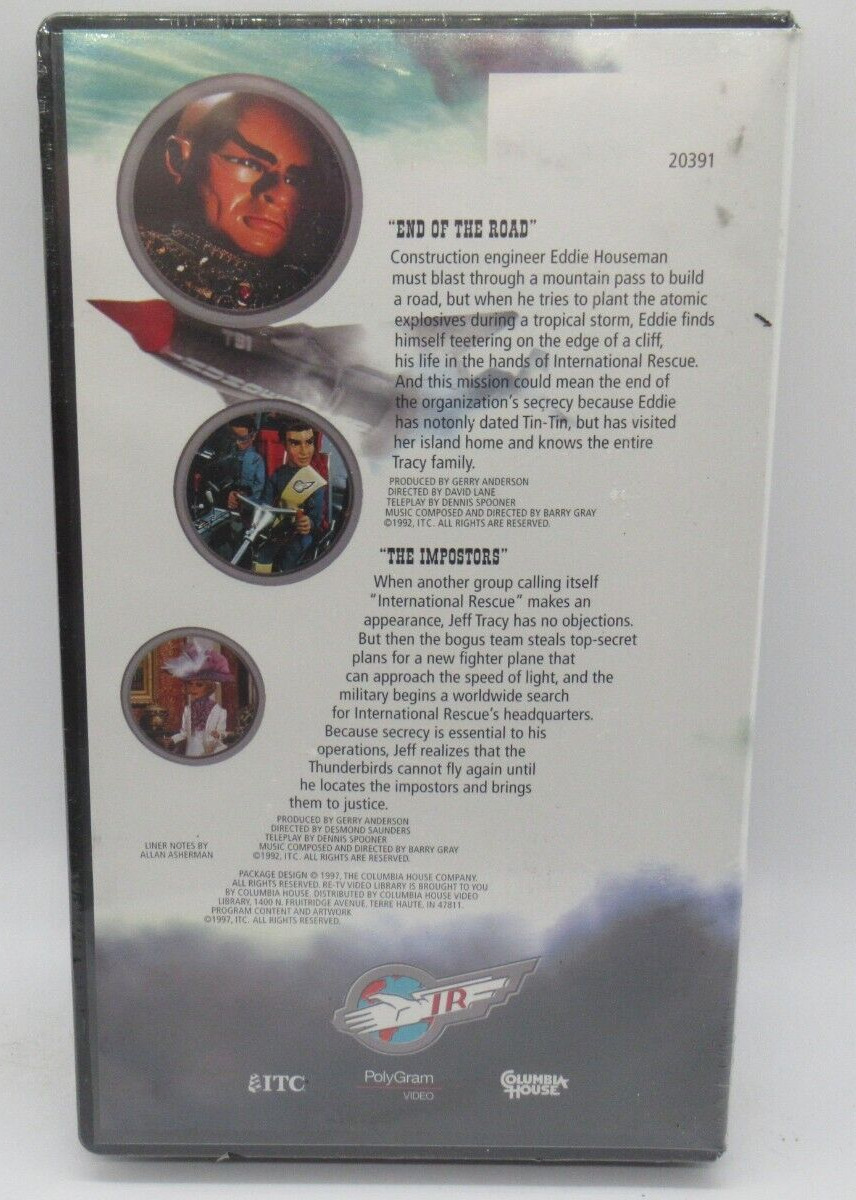 20391
"END OF THE ROAD"
Construction engineer Eddie Houseman
must blast through a mountain pass to build
a road, but when he tries to plant the atomic
explosives during a tropical storm, Eddie finds
himself teetering on the edge of a cliff,
his life in the hands of International Rescue.
And this mission could mean the end of
the organization's secrecy because Eddie
has notonly dated Tin-Tin, but has visited
her island home and knows the entire
Tracy family.
PRODUCED BY GERRY ANDERSON
DIRECTED BY DAVID LANE
TELEPLAY BY DENNIS SPOONER
MUSIC COMPOSED AND DIRECTED BY BARRY GRAY
©1992, ITC. ALL RIGHTS ARE RESERVED.
TB1
"THE IMPOSTORS"
When another group calling itself
"International Rescue" makes an
appearance, Jeff Tracy has no objections.
But then the bogus team steals top-secret
plans for a new fighter plane that
can approach the speed of light, and the
military begins a worldwide search
for International Rescue's headquarters.
Because secrecy is essential to his
operations, Jeff realizes that the
Thunderbirds cannot fly again until
he locates the impostors and brings
them to justice.
PRODUCED BY GERRY ANDERSON
DIRECTED BY DESMOND SAUNDERS
TELEPLAY BY DENNIS SPOONER
MUSIC COMPOSED AND DIRECTED BY BARRY GRAY
©1992, ITC. ALL RIGHTS ARE RESERVED.
LINER NOTES BY
ALLAN ASHERMAN
PACKAGE DESIGN © 1997, THE COLUMBIA HOUSE COMPANY.
ALL RIGHTS RESERVED. RE-TV VIDEO LIBRARY IS BROUGHT TO YOU
BY COLUMBIA HOUSE. DISTRIBUTED BY COLUMBIA HOUSE VIDEO
LIBRARY, 1400 N. FRUITRIDGE AVENUE, TERRE HAUTE, IN 47811.
PROGRAM CONTENT AND ARTWORK
©1997, ITC. ALL RIGHTS RESERVED.
IR
ITC
PolyGram
VIDEO
COLUMBIA
HOUSE